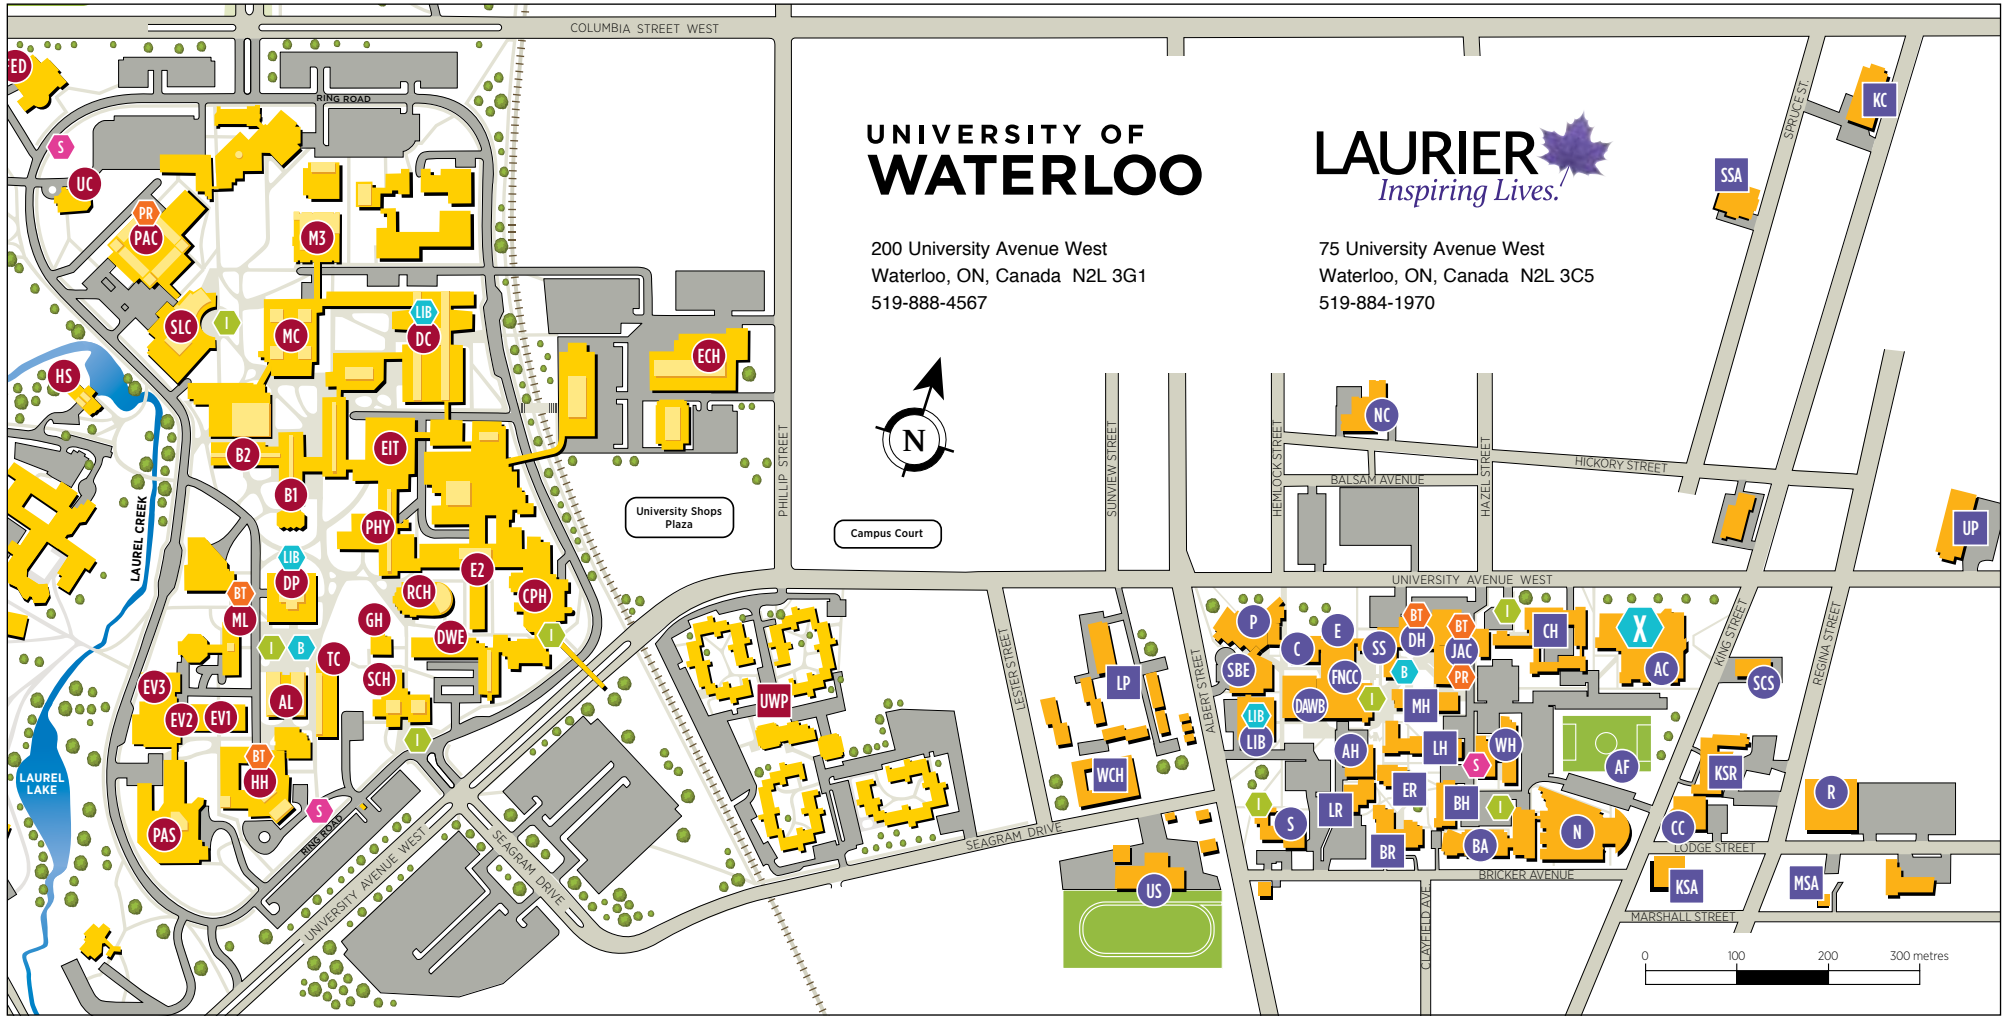 COLUMBIA STREET WEST
FED
RING ROAD
KC
SPRUCE ST.
UNIVERSITY OF
WATERLOO
200 University Avenue West
Waterloo, ON, Canada N2L 3G1
519-888-4567
LAURIER
Inspiring Lives.
75 University Avenue West
Waterloo, ON, Canada N2L 3C5
519-884-1970
S
UC
SSA
PR
PAC
M3
SLC
I
MC
LIB
DC
ECH
HS
N
NC
PHILLIP STREET
SUNVIEW STREET
HEMLOCK STREET
HAZEL STREET
HICKORY STREET
BALSAM AVENUE
B2
EIT
B1
PHY
LAUREL CREEK
University Shops
Plaza
Campus Court
UP
LIB
DP
E2
RCH
CPH
BT
ML
GH
DWE
I
I
B
TC
SCH
UNIVERSITY AVENUE WEST
KING STREET
REGINA STREET
LESTER STREET
ALBERT STREET
P
E
C
SS
BT
DH
BT
JAC
I
CH
X
AC
SCS
SBE
FNCC
B
PR
DAWB
I
MH
LP
EV3
EV2
EV1
AL
UWP
LIB
LIB
AH
LH
WH
S
AF
KSR
I
BT
HH
S
WCH
ER
BH
I
LR
I
S
R
LAUREL
LAKE
PAS
RING ROAD
UNIVERSITY AVENUE WEST
SEAGRAM DRIVE
SEAGRAM DRIVE
BR
BA
N
CC
LODGE STREET
US
BRICKER AVENUE
KSA
MSA
MARSHALL STREET
CLAYFIELD AVE.
0 100 200 300 metres